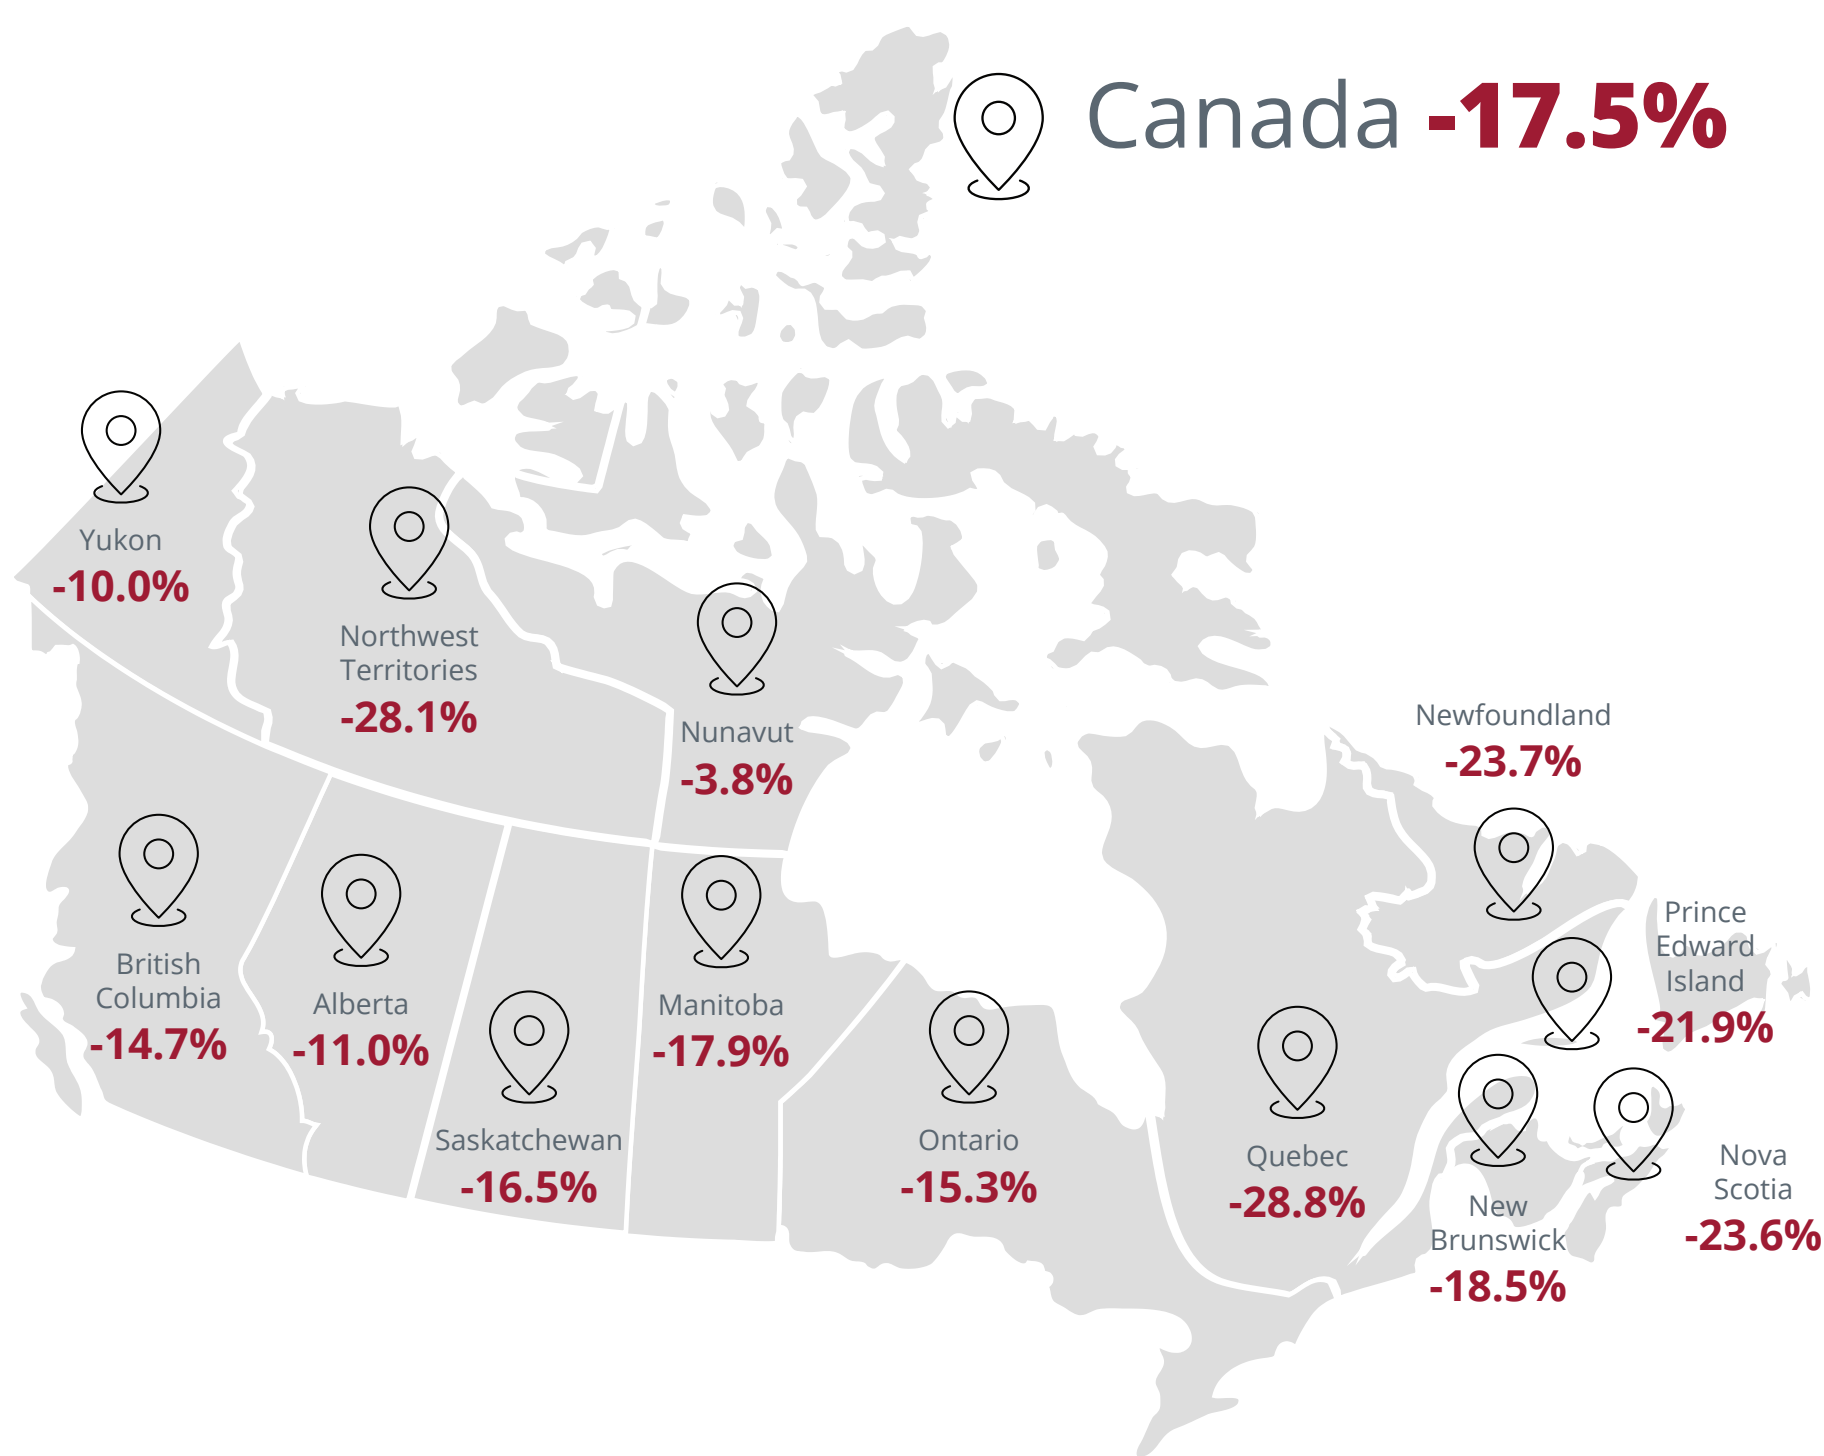 Canada -17.5%
Yukon
-10.0%
Northwest
Territories
-28.1%
Nunavut
-3.8%
Newfoundland
-23.7%
British
Columbia
-14.7%
Alberta
-11.0%
Saskatchewan
-16.5%
Manitoba
-17.9%
Ontario
-15.3%
Quebec
-28.8%
Prince
Edward
Island
-21.9%
New
Brunswick
-18.5%
Nova
Scotia
-23.6%